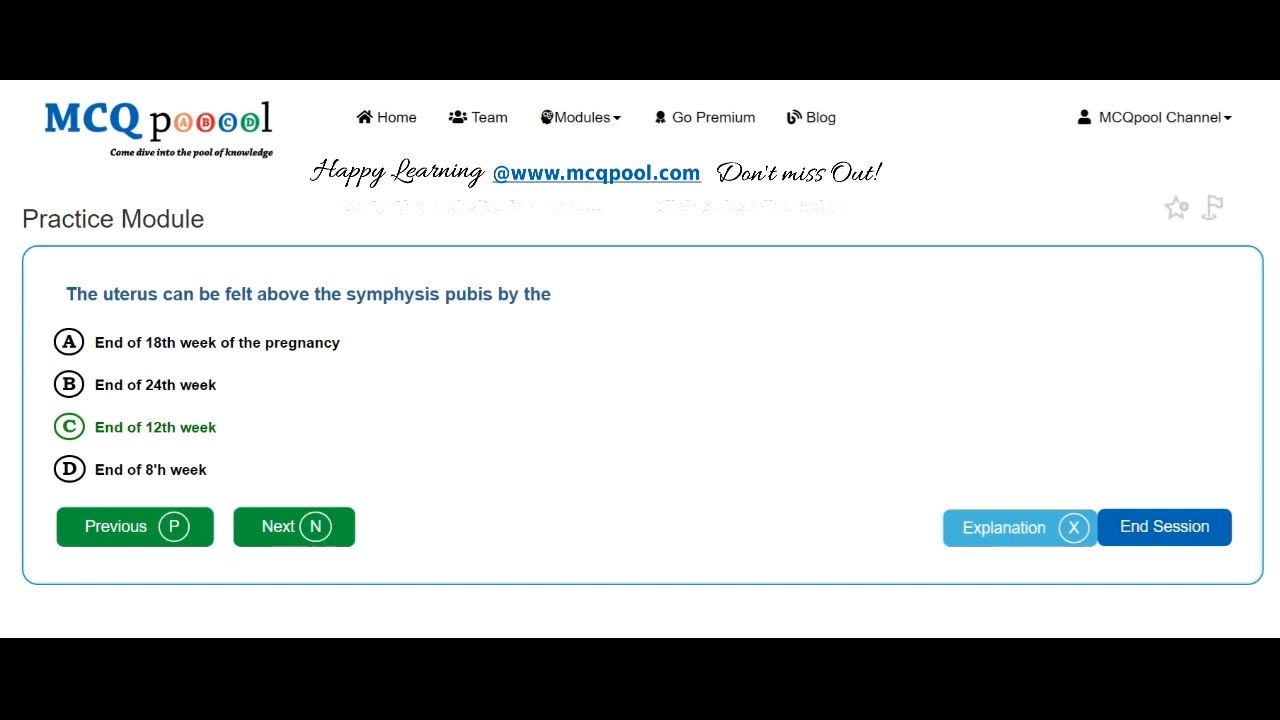 MCQ pooool
Come dive into the pool of knowledge
Home Team Modules Go Premium Blog MCQpool Channel
Happy Learning @www.mcqpool.com Don't miss Out!
Practice Module
The uterus can be felt above the symphysis pubis by the
A End of 18th week of the pregnancy
B End of 24th week
C End of 12th week
D End of 8'h week
Previous P Next N Explanation X End Session